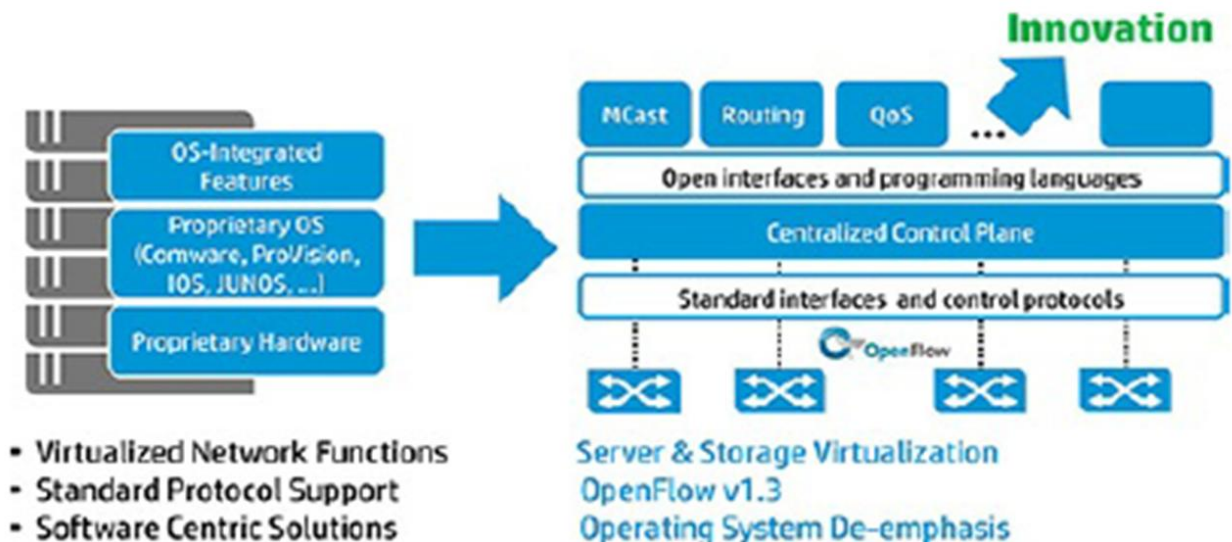 Innovation
MCast
Routing
QoS
...
OS-Integrated
Features
Open interfaces and programming languages
Proprietary OS
(Comware, ProVision,
IOS, JUNOS, ...)
Centralized Control Plane
Standard interfaces and control protocols
Proprietary Hardware
OpenFlow
▪ Virtualized Network Functions
▪ Standard Protocol Support
▪ Software Centric Solutions
Server & Storage Virtualization
OpenFlow v1.3
Operating System De-emphasis